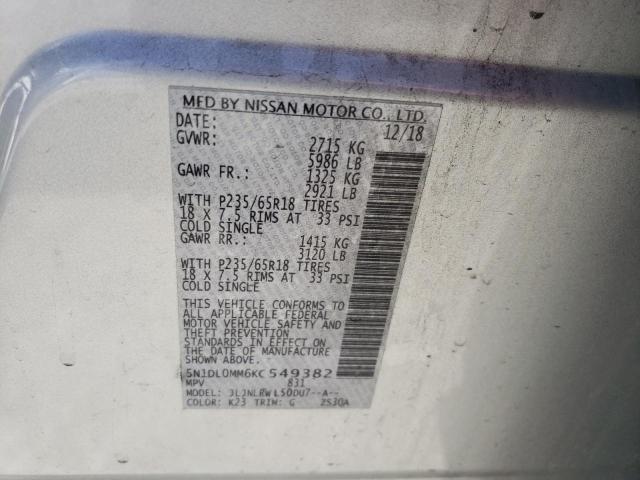 MFD BY NISSAN MOTOR CO., LTD.
DATE: 12/18
GVWR: 2715 KG
5986 LB
GAWR FR.: 1325 KG
2921 LB
WITH P235/65R18 TIRES
18 X 7.5 RIMS AT 33 PSI
COLD SINGLE
GAWR RR.: 1415 KG
3120 LB
WITH P235/65R18 TIRES
18 X 7.5 RIMS AT 33 PSI
COLD SINGLE
THIS VEHICLE CONFORMS TO
ALL APPLICABLE FEDERAL
MOTOR VEHICLE SAFETY AND
THEFT PREVENTION
STANDARDS IN EFFECT ON
THE DATE OF MANUFACTURE
SHOWN ABOVE.
5N1DL0MM6KC 549382
MPV 831
MODEL:
COLOR: K23 TRIM: G 2530A